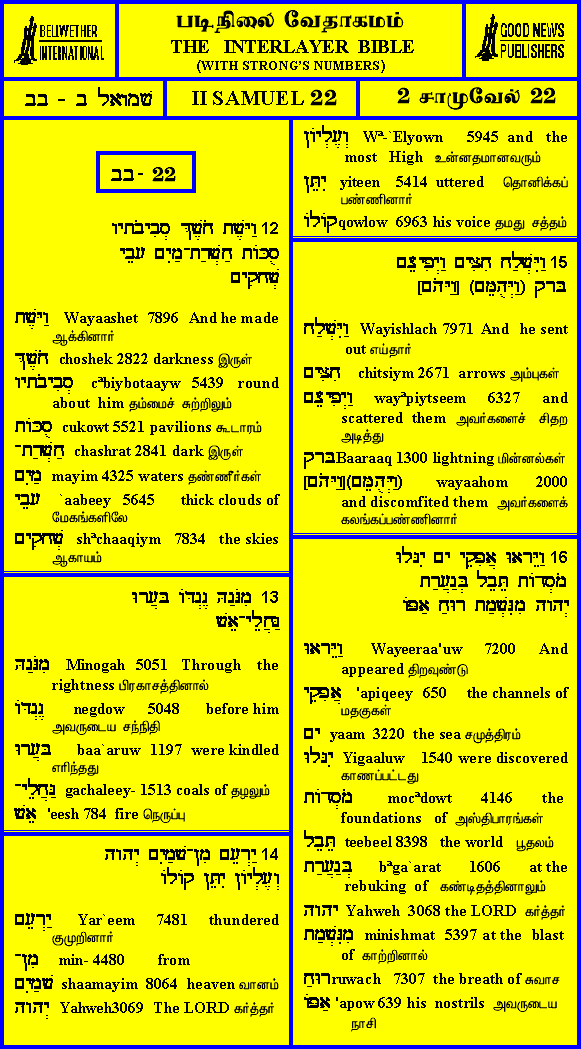 BELLWETHER INTERNATIONAL
படிநிலை வேதாகமம்
THE INTERLAYER BIBLE
(WITH STRONG'S NUMBERS)
GOOD NEWS PUBLISHERS
שמואל ב - בב
II SAMUEL 22
2 சாமுவேல் 22
בב - 22
12 וַיָּשֶׁת חֹשֶׁךְ סְבִיבֹתָיו
סֻכּוֹת חַשְׁרַת־מַיִם עָבֵי
שְׁחָקִים
וַיָּשֶׁת Wayaashet 7896 And he made
ஆக்கினார்
חֹשֶׁךְ choshek 2822 darkness இருள்
סְבִיבֹתָיו cªbiybotaayw 5439 round
about him தம்மைச் சுற்றிலும்
סֻכּוֹת cukowt 5521 pavilions கூடாரம்
חַשְׁרַת־ chashrat 2841 dark இருள்
מַיִם mayim 4325 waters தண்ணீர்கள்
עָבֵי `aabeey 5645 thick clouds of
மேகங்களிலே
שְׁחָקִים shªchaaqiym 7834 the skies
ஆகாயம்
13 מִנֹּגַהּ נֶגְדּוֹ בָּעֲרוּ
גַּחֲלֵי־אֵשׁ
מִנֹּגַהּ Minogah 5051 Through the
rightness பிரகாசத்தினால்
נֶגְדּוֹ negdow 5048 before him
அவருடைய சந்நிதி
בָּעֲרוּ baa`aruw 1197 were kindled
எரிந்தது
גַּחֲלֵי־ gachaleey- 1513 coals of தழலும்
אֵשׁ 'eesh 784 fire நெருப்பு
14 יַרְעֵם מִן־שָׁמַיִם יְהוָה
וְעֶלְיוֹן יִתֵּן קוֹלוֹ
יַרְעֵם Yar`eem 7481 thundered
குமுறினார்
מִן־ min- 4480 from
שָׁמַיִם shaamayim 8064 heaven வானம்
יְהוָה Yahweh3069 The LORD கர்த்தர்
וְעֶלְיוֹן Wª-`Elyown 5945 and the
most High உன்னதமானவரும்
יִתֵּן yiteen 5414 uttered தொனிக்கப்
பண்ணினார்
קוֹלוֹ qowlow 6963 his voice தமது சத்தம்
15 וַיִּשְׁלַח חִצִּים וַיְפִיצֵם
בָּרָק (וַיְהֻמֵּם) [וַיָּהֹם]
וַיִּשְׁלַח Wayishlach 7971 And he sent
out எய்தார்
חִצִּים chitsiym 2671 arrows அம்புகள்
וַיְפִיצֵם wayªpiytseem 6327 and
scattered them அவர்களைச் சிதற
அடித்து
בָּרָק Baaraaq 1300 lightning மின்னல்கள்
(וַיְהֻמֵּם) [וַיָּהֹם] wayaahom 2000
and discomfited them அவர்களைக்
கலங்கப்பண்ணினார்
16 וַיֵּרָאוּ אֲפִקֵי יָם יִגָּלוּ
מֹסְדוֹת תֵּבֵל בְּגַעֲרַת
יְהוָה מִנִּשְׁמַת רוּחַ אַפּוֹ
וַיֵּרָאוּ Wayeeraa'uw 7200 And
appeared திறவுண்டு
אֲפִקֵי 'apiqeey 650 the channels of
மதகுகள்
יָם yaam 3220 the sea சமுத்திரம்
יִגָּלוּ Yigaaluw 1540 were discovered
காணப்பட்டது
מֹסְדוֹת mocªdowt 4146 the
foundations of அஸ்திபாரங்கள்
תֵּבֵל teebeel 8398 the world பூதலம்
בְּגַעֲרַת bªga`arat 1606 at the
rebuking of கண்டிதத்தினாலும்
יְהוָה Yahweh 3068 the LORD கர்த்தர்
מִנִּשְׁמַת minishmat 5397 at the blast
of காற்றினால்
רוּחַ ruwach 7307 the breath of சுவாச
אַפּוֹ 'apow 639 his nostrils அவருடைய
நாசி